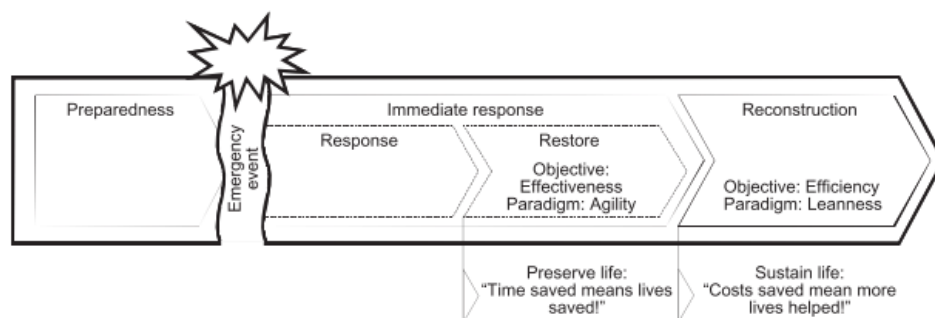 Preparedness
Emergency
event
Immediate response
Response
Restore
Objective:
Effectiveness
Paradigm: Agility
Reconstruction
Objective: Efficiency
Paradigm: Leanness
Preserve life:
“Time saved means lives
saved!”
Sustain life:
“Costs saved mean more
lives helped!”